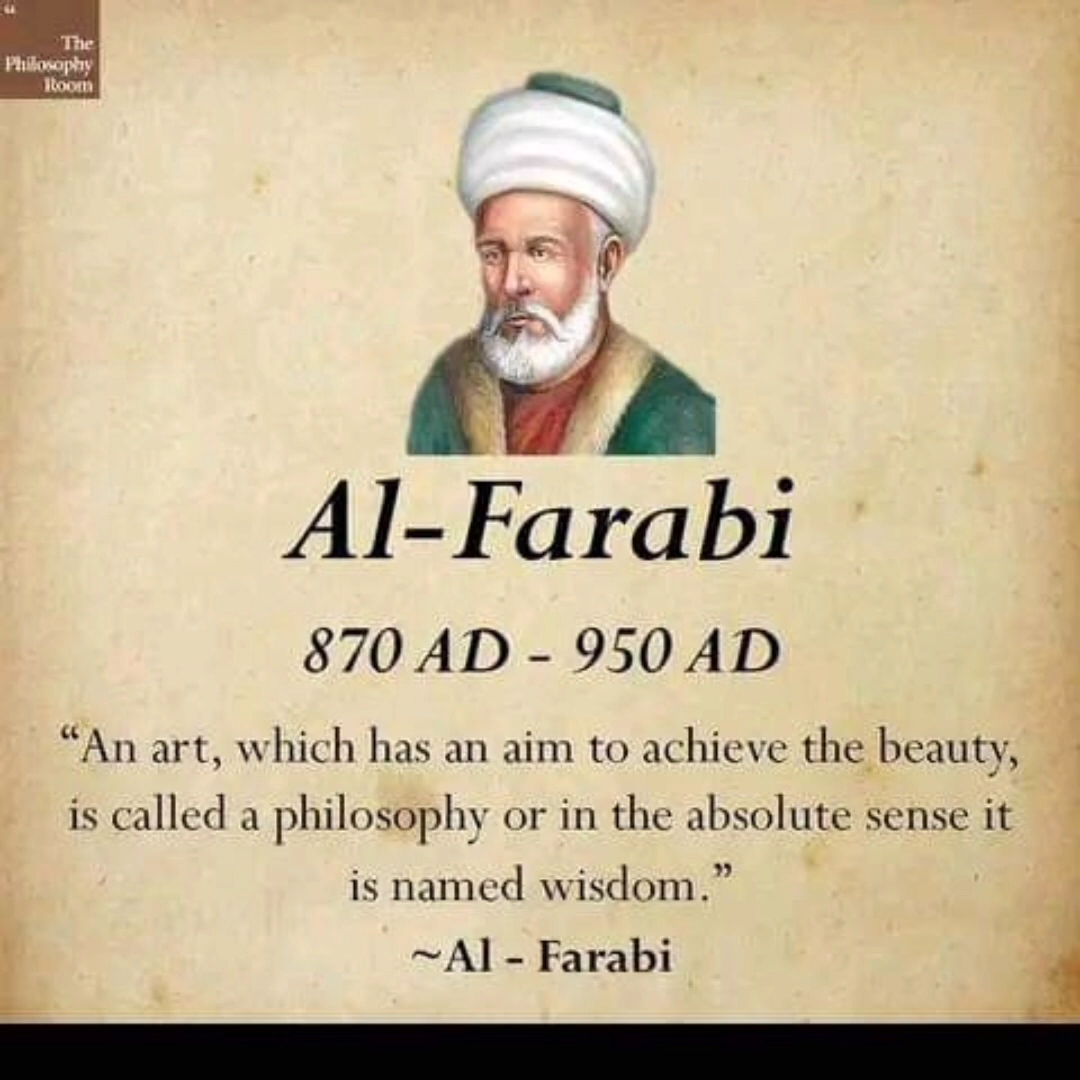 “
The
Philosophy
Room
Al-Farabi
870 AD - 950 AD
“An art, which has an aim to achieve the beauty,
is called a philosophy or in the absolute sense it
is named wisdom.”
~Al - Farabi